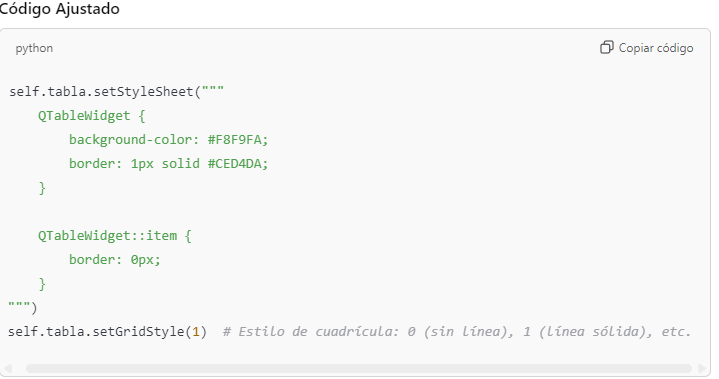 Código Ajustado
python
Copiar código
self.tabla.setStyleSheet("""
    QTableWidget {
        background-color: #F8F9FA;
        border: 1px solid #CED4DA;
    }

    QTableWidget::item {
        border: 0px;
    }
""")
self.tabla.setGridStyle(1)  # Estilo de cuadrícula: 0 (sin línea), 1 (línea sólida), etc.